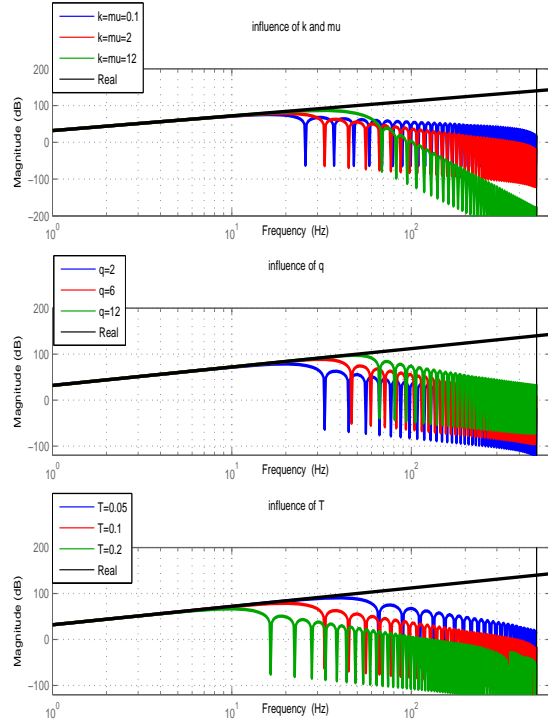 influence of k and mu
k=mu=0.1
k=mu=2
k=mu=12
Real
Magnitude (dB)
200
100
0
-100
-200
10^0
10^1
10^2
Frequency (Hz)
influence of q
q=2
q=6
q=12
Real
Magnitude (dB)
200
100
0
-100
10^0
10^1
10^2
Frequency (Hz)
influence of T
T=0.05
T=0.1
T=0.2
Real
Magnitude (dB)
200
100
0
-100
10^0
10^1
10^2
Frequency (Hz)